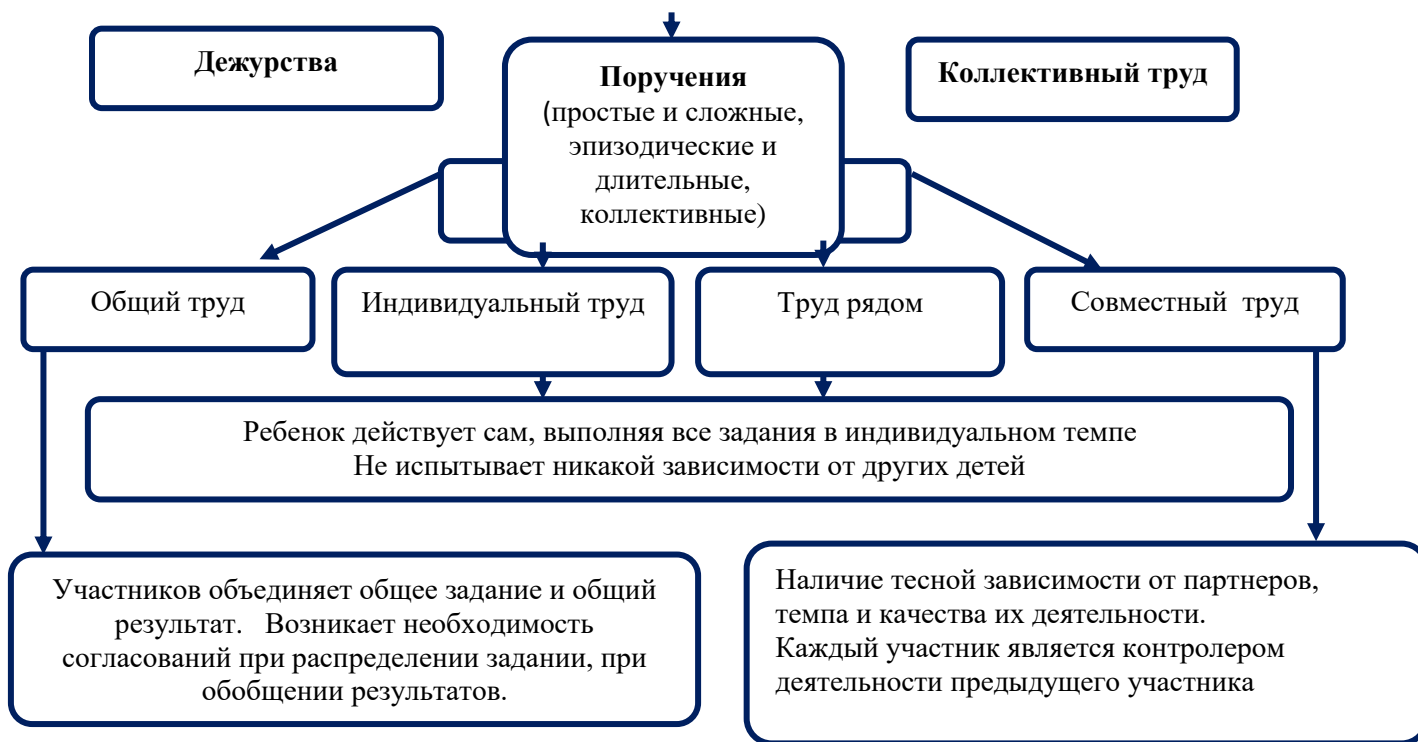 Дежурства
Поручения
(простые и сложные,
эпизодические и
длительные,
коллективные)
Коллективный труд
Общий труд
Индивидуальный труд
Труд рядом
Совместный  труд
Ребенок действует сам, выполняя все задания в индивидуальном темпе
Не испытывает никакой зависимости от других детей
Участников объединяет общее задание и общий
результат.   Возникает необходимость
согласований при распределении задании, при
обобщении результатов.
Наличие тесной зависимости от партнеров,
темпа и качества их деятельности.
Каждый участник является контролером
деятельности предыдущего участника